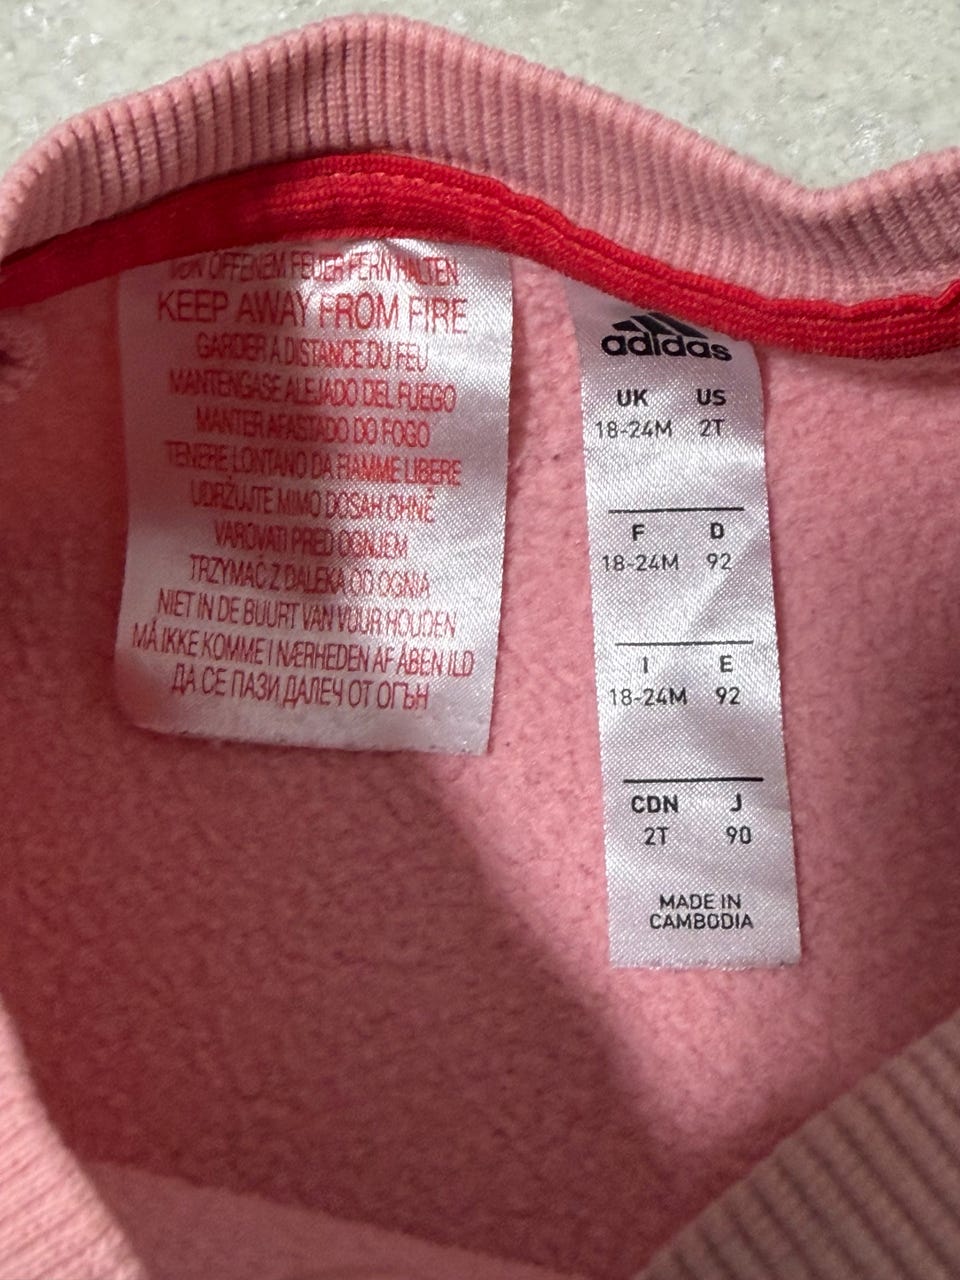 VON OFFENEM FEUER FERN HALTEN
KEEP AWAY FROM FIRE
GARDER A DISTANCE DU FEU
MANTENGASE ALEJADO DEL FUEGO
MANTER AFASTADO DO FOGO
TENERE LONTANO DA FIAMME LIBERE
UDRŽUJTE MIMO DOSAH OHNĚ
VAROVATI PRED OGNJEM
TRZYMAĆ Z DALEKA OD OGNIA
NIET IN DE BUURT VAN VUUR HOUDEN
MÅ IKKE KOMME I NÆRHEDEN AF ÅBEN ILD
ДА СЕ ПАЗИ ДАЛЕЧ ОТ ОГЪН
adidas
UK US
18-24M 2T
F D
18-24M 92
I E
18-24M 92
CDN J
2T 90
MADE IN
CAMBODIA